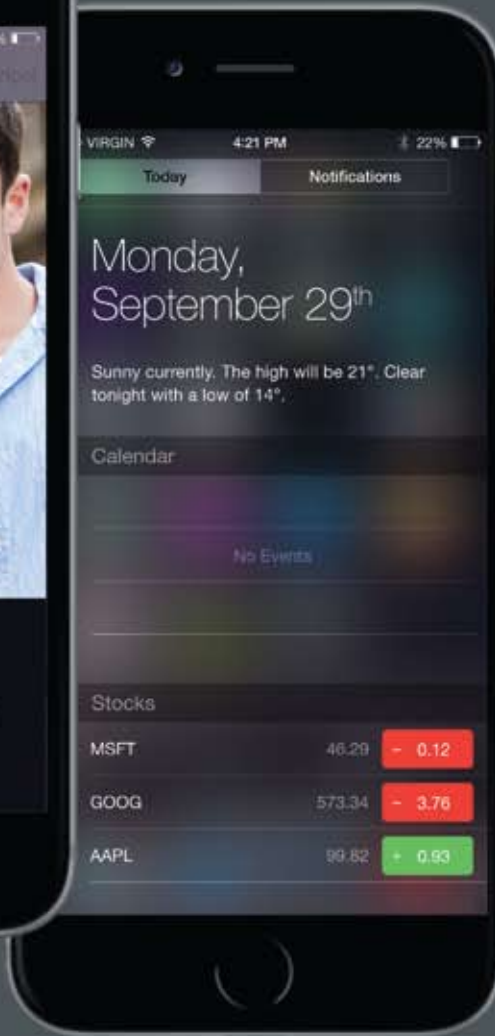 VIRGIN 4:21 PM 22%
Today Notifications
Monday,
September 29th
Sunny currently. The high will be 21°. Clear
tonight with a low of 14°.
Calendar
No Events
Stocks
MSFT 46.29 - 0.12
GOOG 573.34 - 3.76
AAPL 99.82 + 0.93